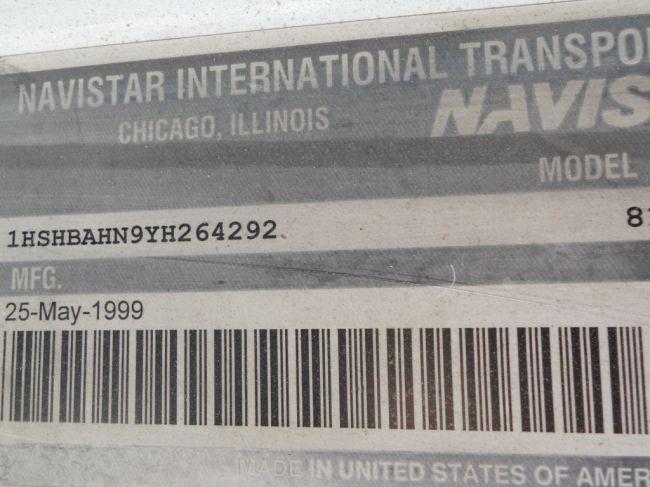 NAVISTAR INTERNATIONAL TRANSPO
CHICAGO, ILLINOIS NAVIS
MODEL
1HSHBAHN9YH264292 8
MFG.
25-May-1999
MADE IN UNITED STATES OF AMER